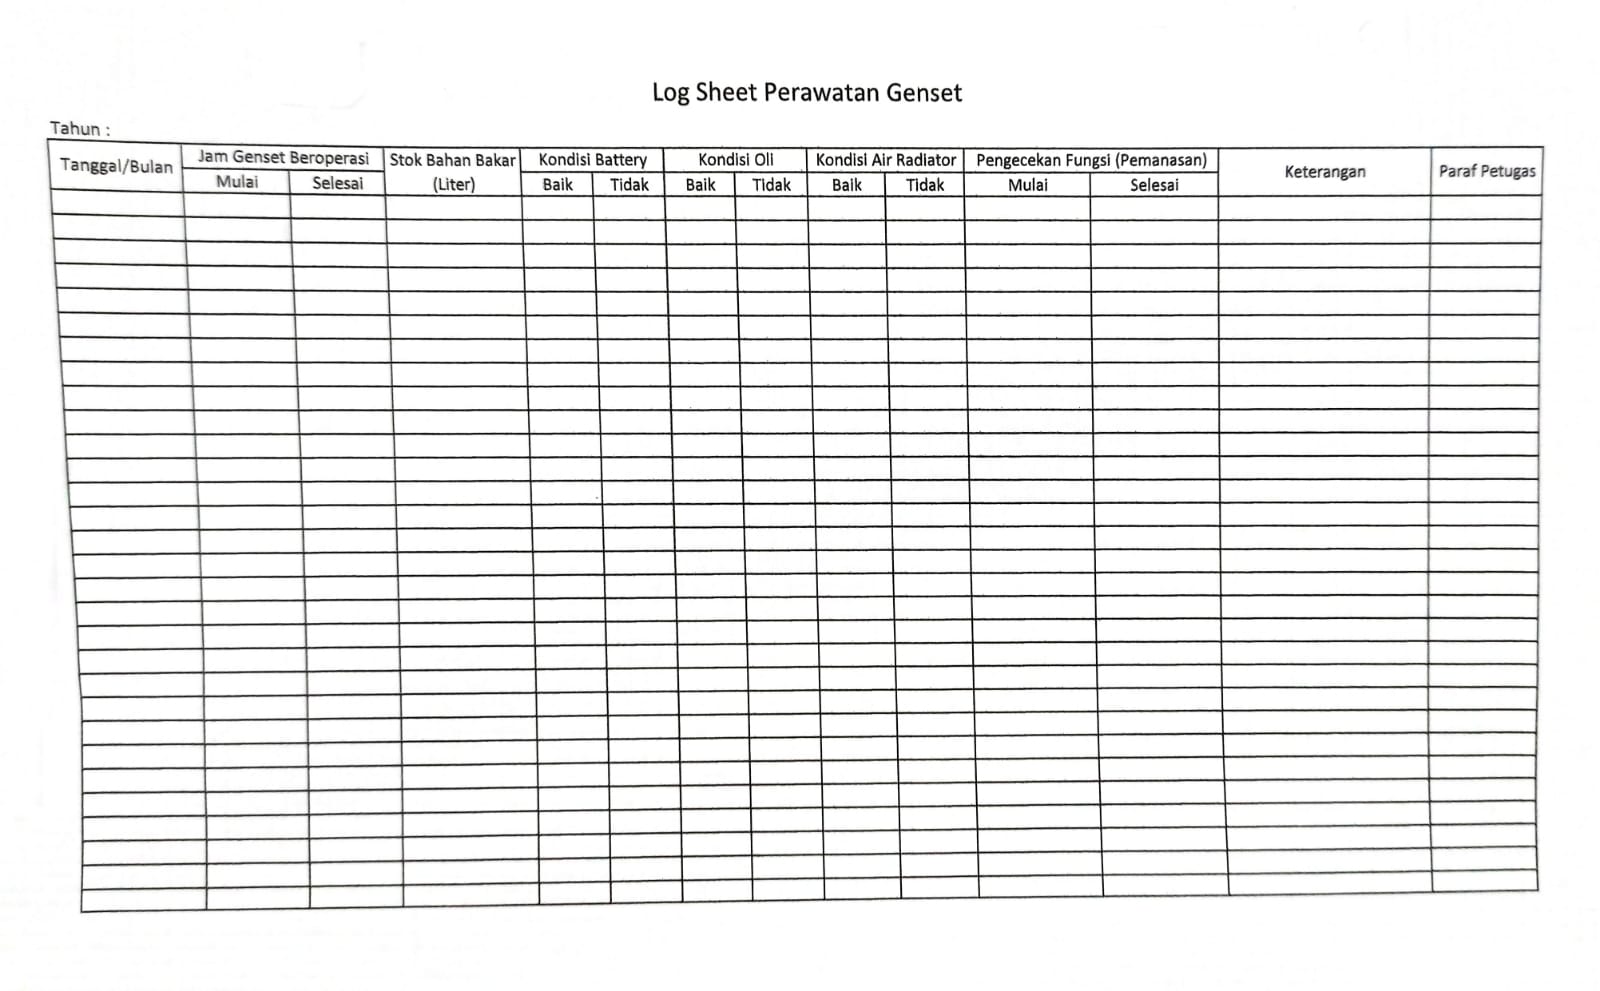 Log Sheet Perawatan Genset
Tahun :
Tanggal/Bulan Jam Genset Beroperasi Stok Bahan Bakar (Liter) Kondisi Battery Kondisi Oli Kondisi Air Radiator Pengecekan Fungsi (Pemanasan) Keterangan Paraf Petugas
Mulai Selesai Baik Tidak Baik Tidak Baik Tidak Mulai Selesai